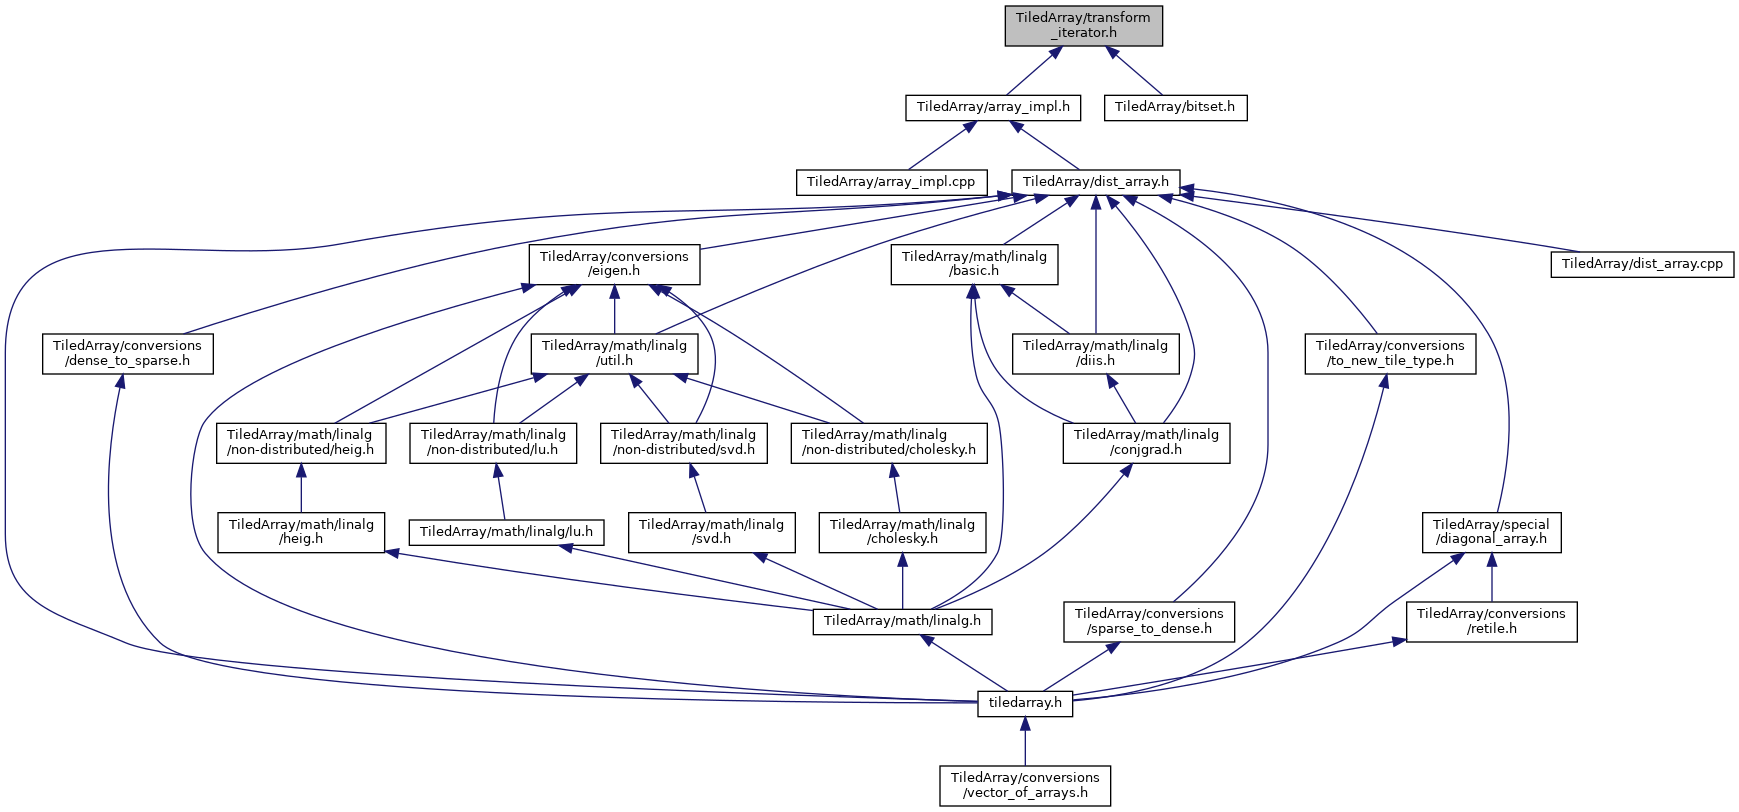 TiledArray/transform
_iterator.h
TiledArray/array_impl.h
TiledArray/bitset.h
TiledArray/array_impl.cpp
TiledArray/dist_array.h
TiledArray/conversions
/eigen.h
TiledArray/math/linalg
/basic.h
TiledArray/dist_array.cpp
TiledArray/conversions
/dense_to_sparse.h
TiledArray/math/linalg
/util.h
TiledArray/math/linalg
/diis.h
TiledArray/conversions
/to_new_tile_type.h
TiledArray/math/linalg
/non-distributed/heig.h
TiledArray/math/linalg
/non-distributed/lu.h
TiledArray/math/linalg
/non-distributed/svd.h
TiledArray/math/linalg
/non-distributed/cholesky.h
TiledArray/math/linalg
/conjgrad.h
TiledArray/math/linalg
/heig.h
TiledArray/math/linalg/lu.h
TiledArray/math/linalg
/svd.h
TiledArray/math/linalg
/cholesky.h
TiledArray/special
/diagonal_array.h
TiledArray/math/linalg.h
TiledArray/conversions
/sparse_to_dense.h
TiledArray/conversions
/retile.h
tiledarray.h
TiledArray/conversions
/vector_of_arrays.h